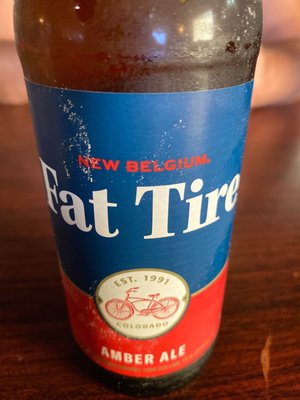 NEW BELGIUM®
Fat Tire
EST. 1991
COLORADO
AMBER ALE